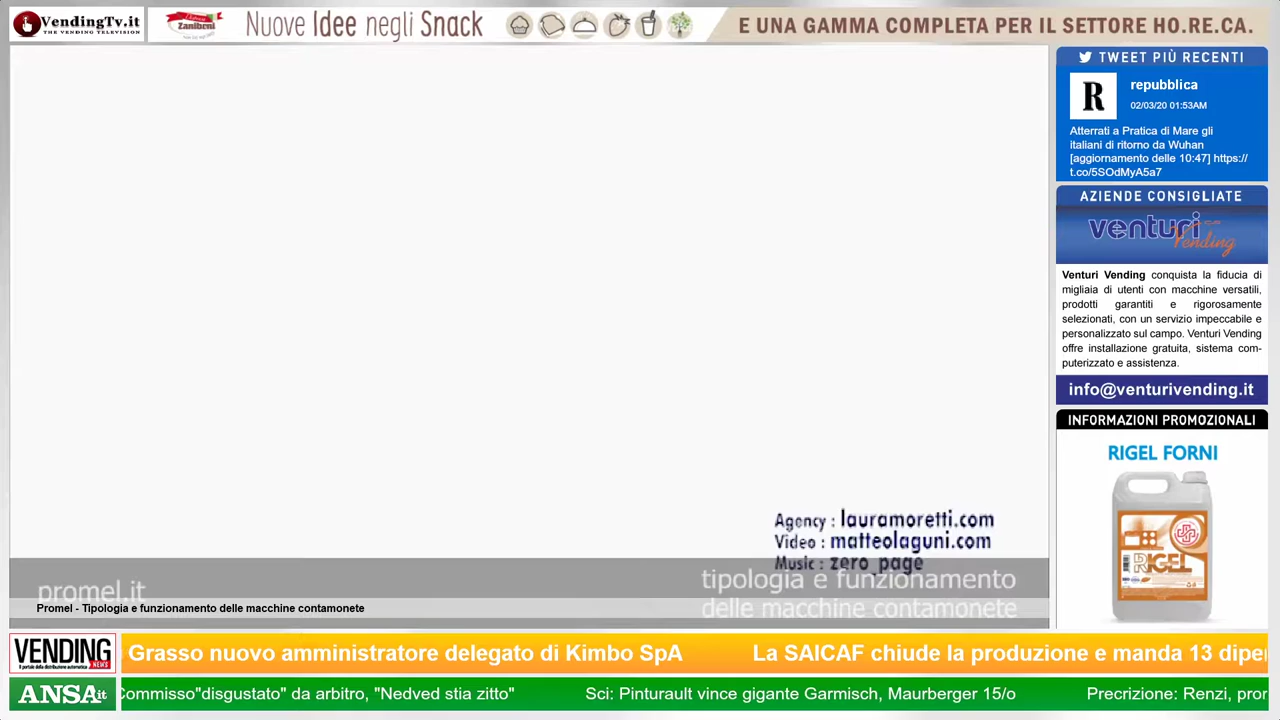 VendingTv.it
THE VENDING TELEVISION
Zaniboni
Nuove Idee negli Snack
E UNA GAMMA COMPLETA PER IL SETTORE HO.RE.CA.
TWEET PIÙ RECENTI
R
repubblica
02/03/20 01:53AM
Atterrati a Pratica di Mare gli
italiani di ritorno da Wuhan
[aggiornamento delle 10:47] https://
t.co/5SOdMyA5a7
AZIENDE CONSIGLIATE
venturi
Vending
Venturi Vending conquista la fiducia di
migliaia di utenti con macchine versatili,
prodotti garantiti e rigorosamente
selezionati, con un servizio impeccabile e
personalizzato sul campo. Venturi Vending
offre installazione gratuita, sistema com-
puterizzato e assistenza.
info@venturivending.it
INFORMAZIONI PROMOZIONALI
RIGEL FORNI
RIGEL
Agency : lauramoretti.com
Video : matteolaguni.com
Music : zero_page
promel.it
tipologia e funzionamento
delle macchine contamonete
Promel - Tipologia e funzionamento delle macchine contamonete
VENDING NEWS
Grasso nuovo amministratore delegato di Kimbo SpA La SAICAF chiude la produzione e manda 13 dipe
ANSA.it
Commisso"disgustato" da arbitro, "Nedved stia zitto" Sci: Pinturault vince gigante Garmisch, Maurberger 15/o Precrizione: Renzi, pror